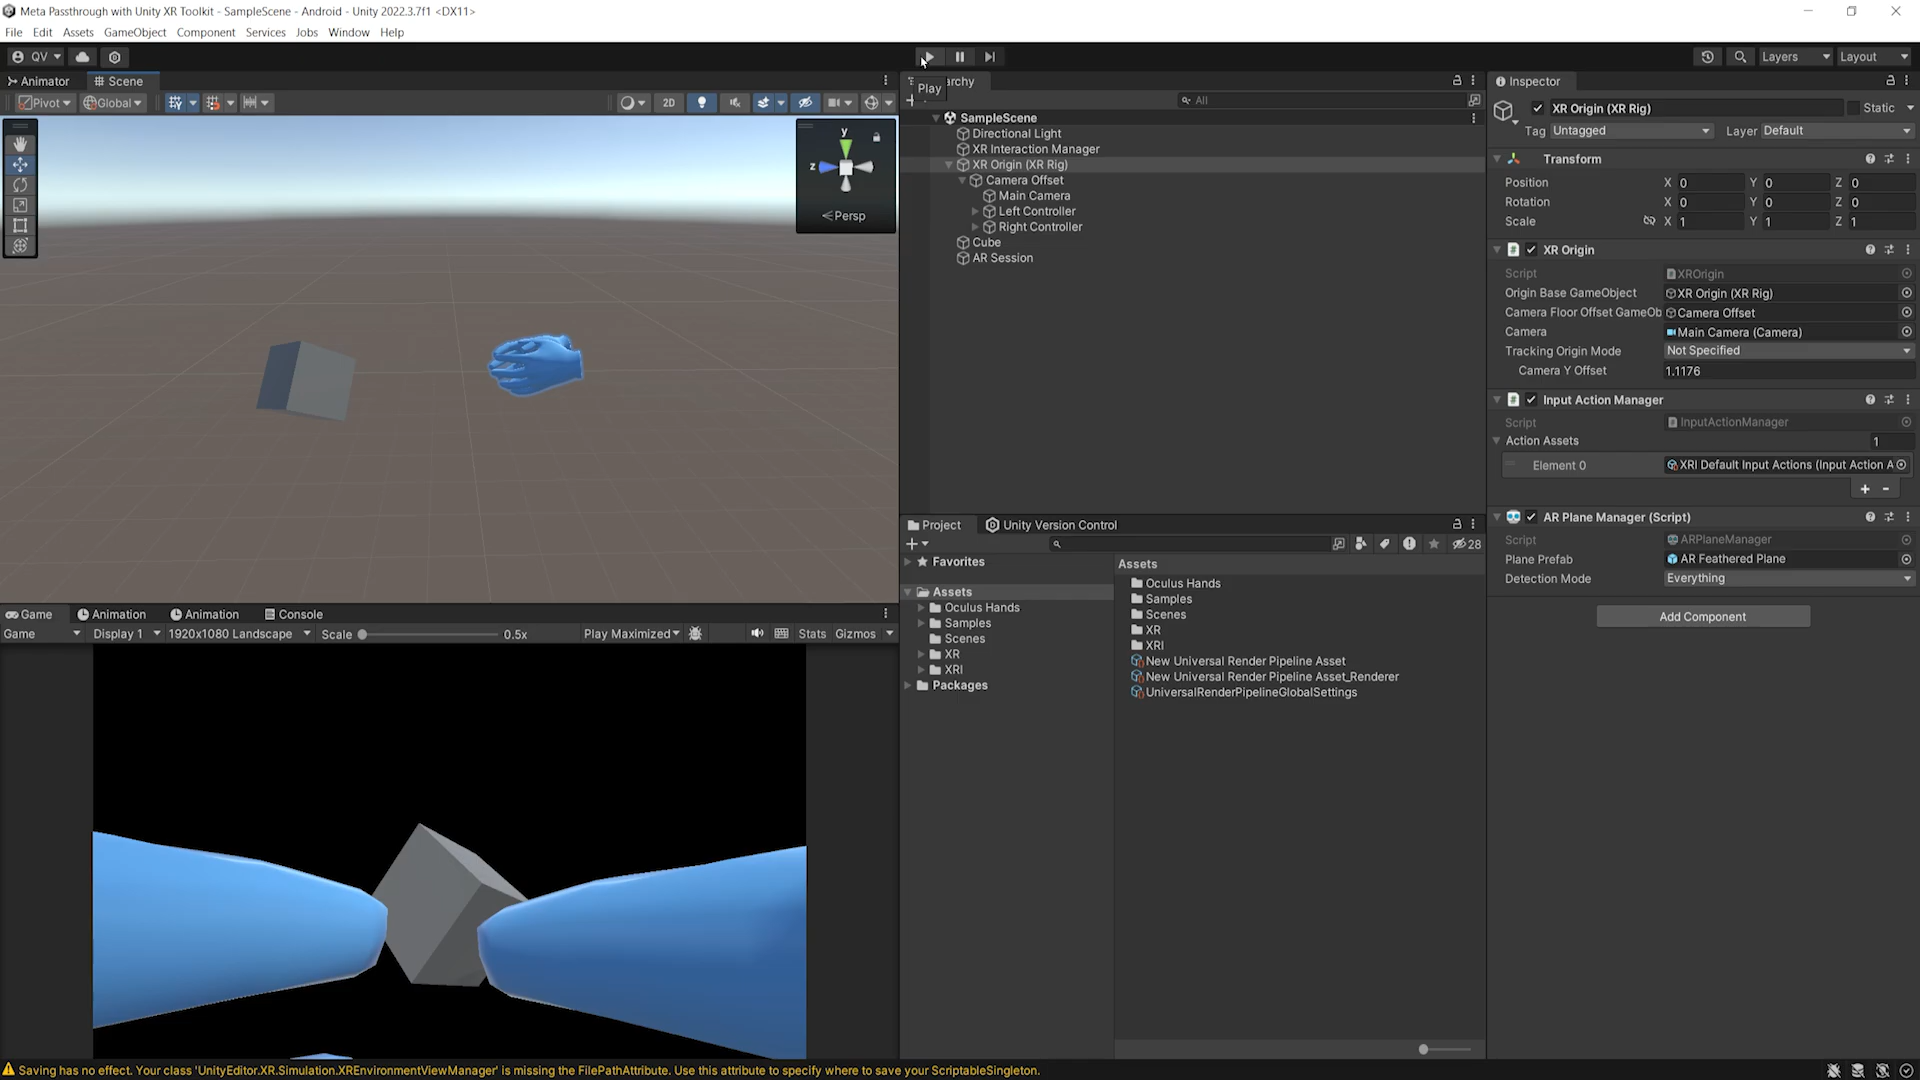 Meta Passthrough with Unity XR Toolkit - SampleScene - Android - Unity 2022.3.7f1 <DX11>
File Edit Assets GameObject Component Services Jobs Window Help
QV Layers Layout
Animator Scene
Pivot Global 2D
Play
archy
All
y
z
Persp
SampleScene
Directional Light
XR Interaction Manager
XR Origin (XR Rig)
Camera Offset
Main Camera
Left Controller
Right Controller
Cube
AR Session
Inspector
XR Origin (XR Rig) Static
Tag Untagged Layer Default
Transform
Position X 0 Y 0 Z 0
Rotation X 0 Y 0 Z 0
Scale X 1 Y 1 Z 1
XR Origin
Script XROrigin
Origin Base GameObject XR Origin (XR Rig)
Camera Floor Offset GameOb Camera Offset
Camera Main Camera (Camera)
Tracking Origin Mode Not Specified
Camera Y Offset 1.1176
Input Action Manager
Script InputActionManager
Action Assets 1
Element 0 XRI Default Input Actions (Input Action A
+ -
AR Plane Manager (Script)
Script ARPlaneManager
Plane Prefab AR Feathered Plane
Detection Mode Everything
Add Component
Project Unity Version Control
28
Favorites
Assets
Oculus Hands
Samples
Scenes
XR
XRI
Packages
Assets
Oculus Hands
Samples
Scenes
XR
XRI
New Universal Render Pipeline Asset
New Universal Render Pipeline Asset_Renderer
UniversalRenderPipelineGlobalSettings
Game Animation Animation Console
Game Display 1 1920x1080 Landscape Scale 0.5x Play Maximized Stats Gizmos
Saving has no effect. Your class 'UnityEditor.XR.Simulation.XREnvironmentViewManager' is missing the FilePathAttribute. Use this attribute to specify where to save your ScriptableSingleton.